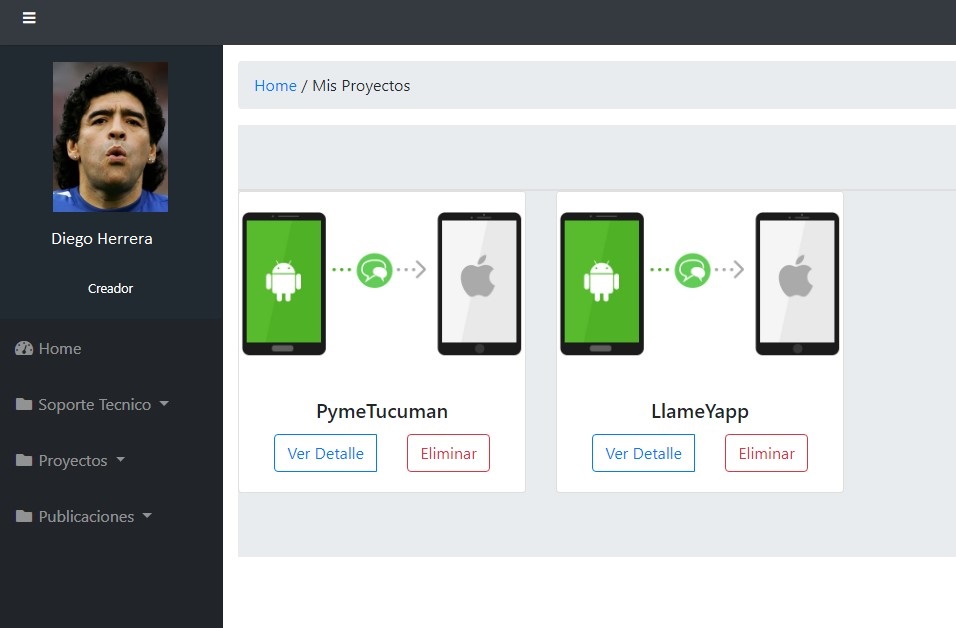 Home / Mis Proyectos
Diego Herrera
Creador
Home
Soporte Tecnico
Proyectos
Publicaciones
PymeTucuman
Ver Detalle Eliminar
LlameYapp
Ver Detalle Eliminar